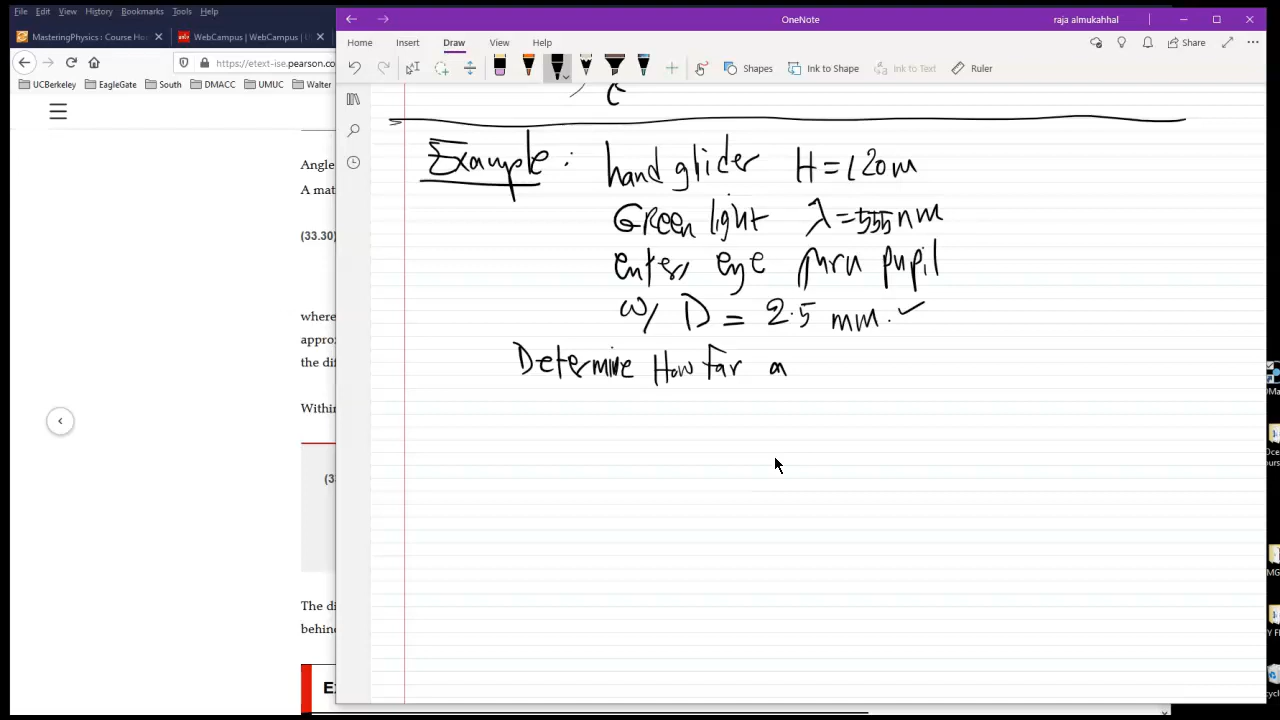 File Edit View History Bookmarks Tools Help
MasteringPhysics : Course Ho
WebCampus | WebCampus |
https://etext-ise.pearson.co
UCBerkeley EagleGate South DMACC UMUC Walter
Angle
A mat
(33.30)
where
approx
the dif
Within
(3
The di
behin
E
OneNote
raja almukahhal
Home Insert Draw View Help
Share
Shapes Ink to Shape Ink to Text Ruler
c
Example : hand glider H = 120m
Green light λ = 555 nm
enters eye thru pupil
w/ D = 2.5 mm. ✓
Determine How far a